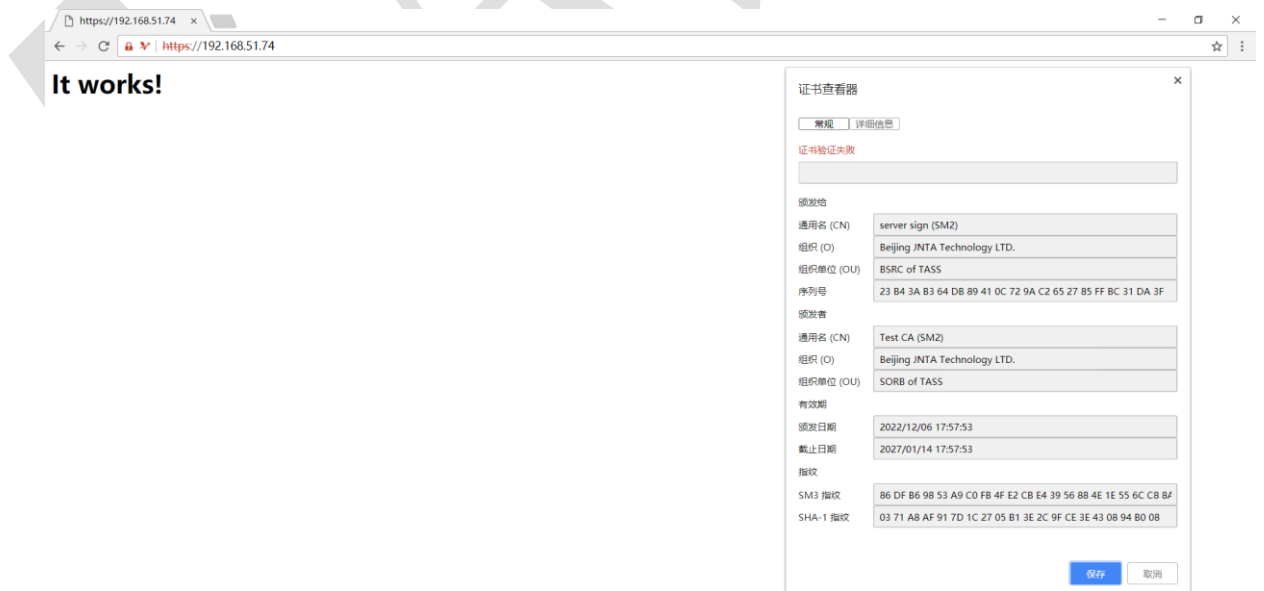 https://192.168.51.74
https://192.168.51.74
It works!
证书查看器
常规 详细信息
证书验证失败
颁发给
通用名 (CN) server sign (SM2)
组织 (O) Beijing JNTA Technology LTD.
组织单位 (OU) BSRC of TASS
序列号 23 B4 3A B3 64 DB 89 41 0C 72 9A C2 65 27 85 FF BC 31 DA 3F
颁发者
通用名 (CN) Test CA (SM2)
组织 (O) Beijing JNTA Technology LTD.
组织单位 (OU) SORB of TASS
有效期
颁发日期 2022/12/06 17:57:53
截止日期 2027/01/14 17:57:53
指纹
SM3 指纹 86 DF B6 98 53 A9 C0 FB 4F E2 CB E4 39 56 88 4E 1E 55 6C C8 8A
SHA-1 指纹 03 71 A8 AF 91 7D 1C 27 05 B1 3E 2C 9F CE 3E 43 08 94 B0 08
保存 取消